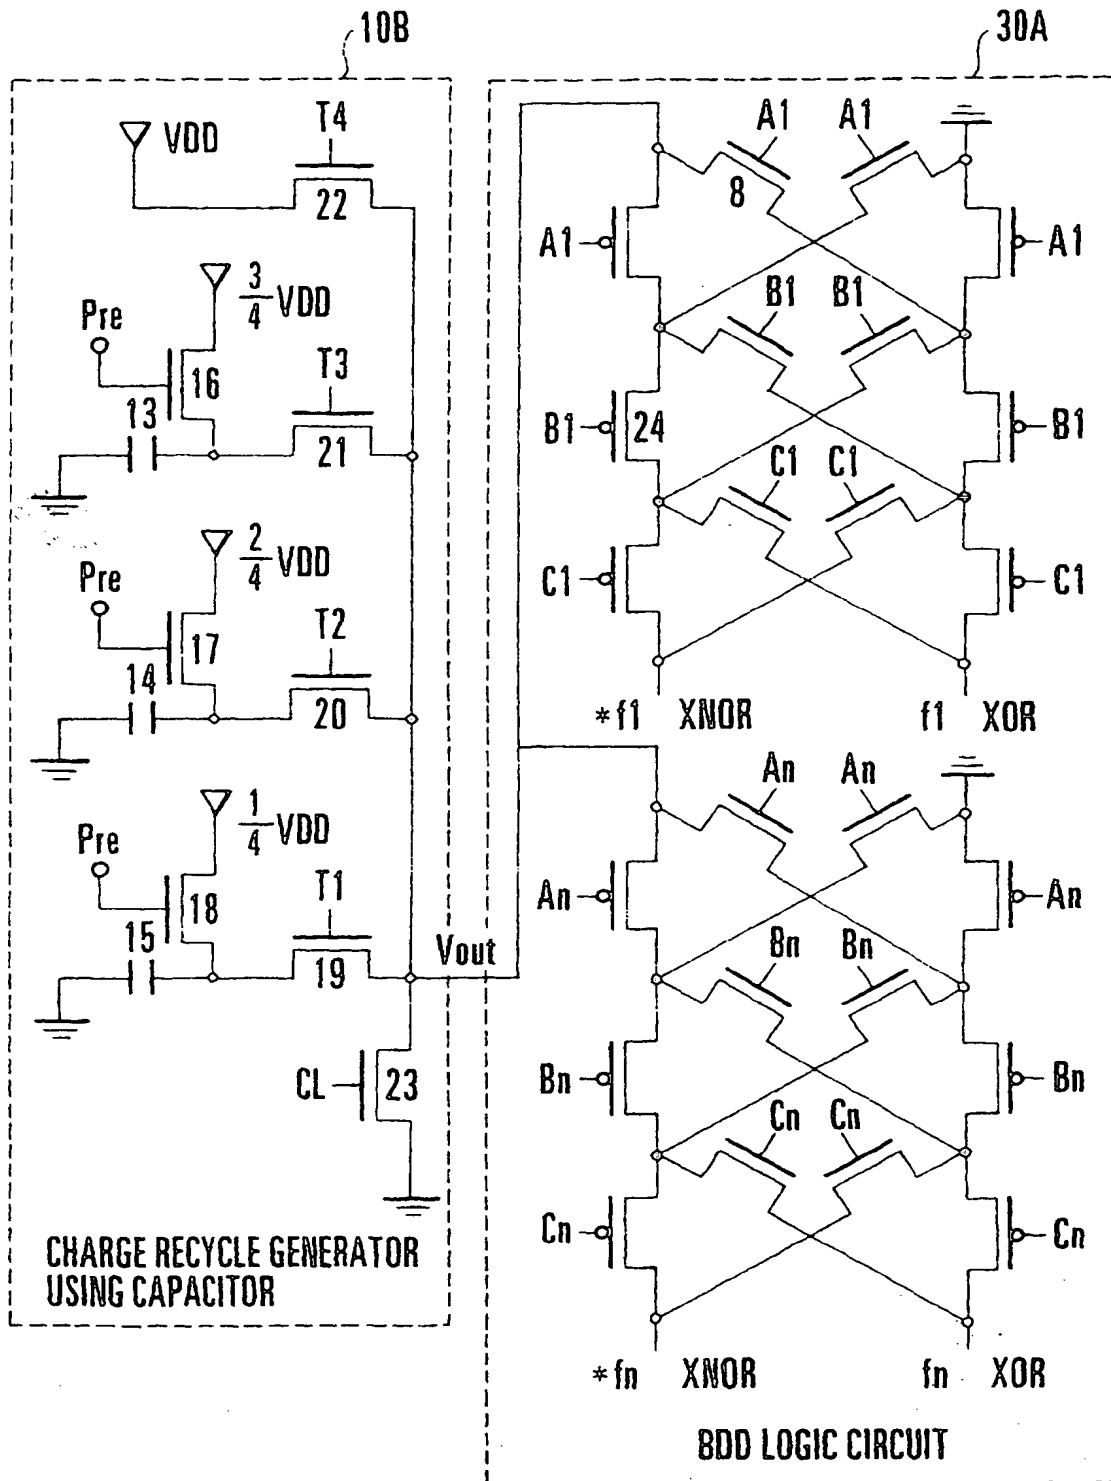 10B
30A
VDD
T4
22
Pre
3/4 VDD
16
13
T3
21
Pre
2/4 VDD
17
14
T2
20
Pre
1/4 VDD
18
15
T1
19
Vout
CL
23
CHARGE RECYCLE GENERATOR
USING CAPACITOR
A1 A1
8
A1 A1
B1 B1
B1 24 B1
C1 C1
C1 C1
*f1 XNOR f1 XOR
An An
An An
Bn Bn
Bn Bn
Cn Cn
Cn Cn
*fn XNOR fn XOR
BDD LOGIC CIRCUIT